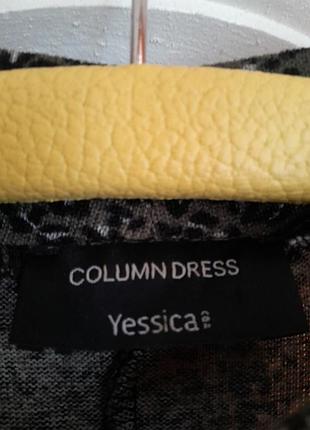 COLUMN DRESS
Yessica C&A